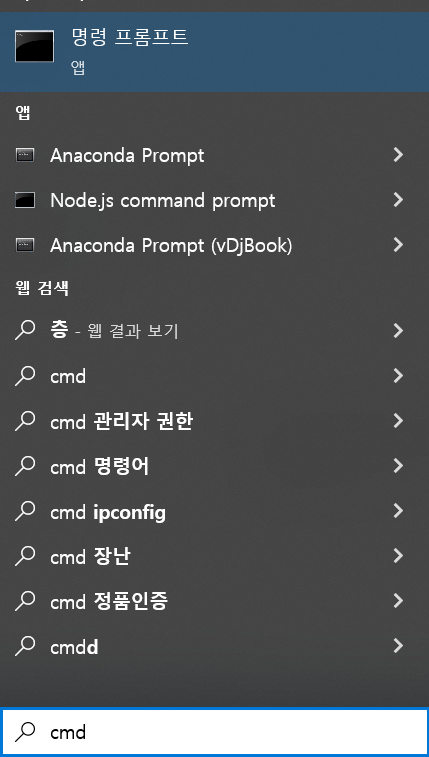 명령 프롬프트
앱
앱
Anaconda Prompt
Node.js command prompt
Anaconda Prompt (vDjBook)
웹 검색
층 - 웹 결과 보기
cmd
cmd 관리자 권한
cmd 명령어
cmd ipconfig
cmd 장난
cmd 정품인증
cmdd
cmd